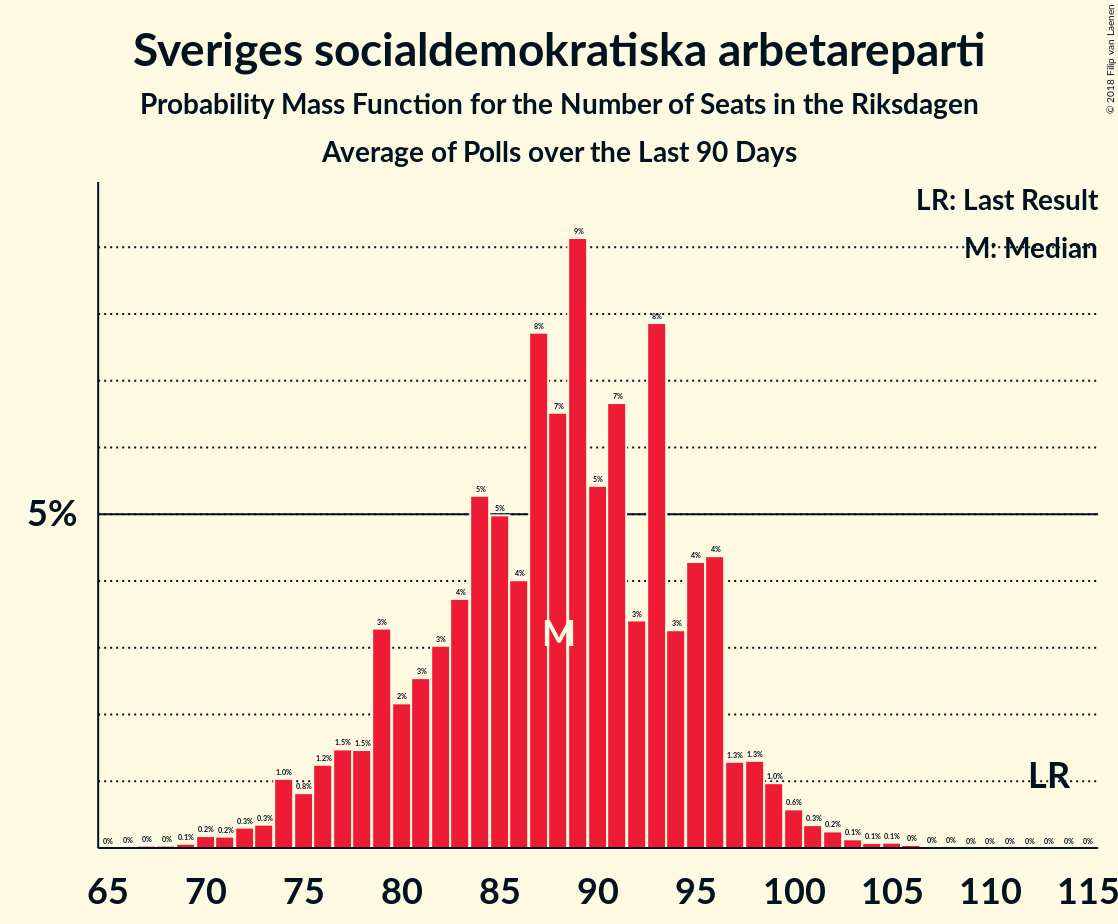 Sveriges socialdemokratiska arbetareparti
Probability Mass Function for the Number of Seats in the Riksdagen
Average of Polls over the Last 90 Days
© 2018 Filip van Laenen
LR: Last Result
M: Median
5%
0% 0% 0% 0% 0.1% 0.2% 0.2% 0.3% 0.3% 1.0% 0.8% 1.2% 1.5% 1.5% 3% 2% 3% 3% 4% 5% 5% 4% 8% 7% 9% 5% 7% 3% 8% 3% 4% 4% 1.3% 1.3% 1.0% 0.6% 0.3% 0.2% 0.1% 0.1% 0.1% 0% 0% 0% 0% 0% 0% 0% 0% 0% 0%
M
LR
65 70 75 80 85 90 95 100 105 110 115